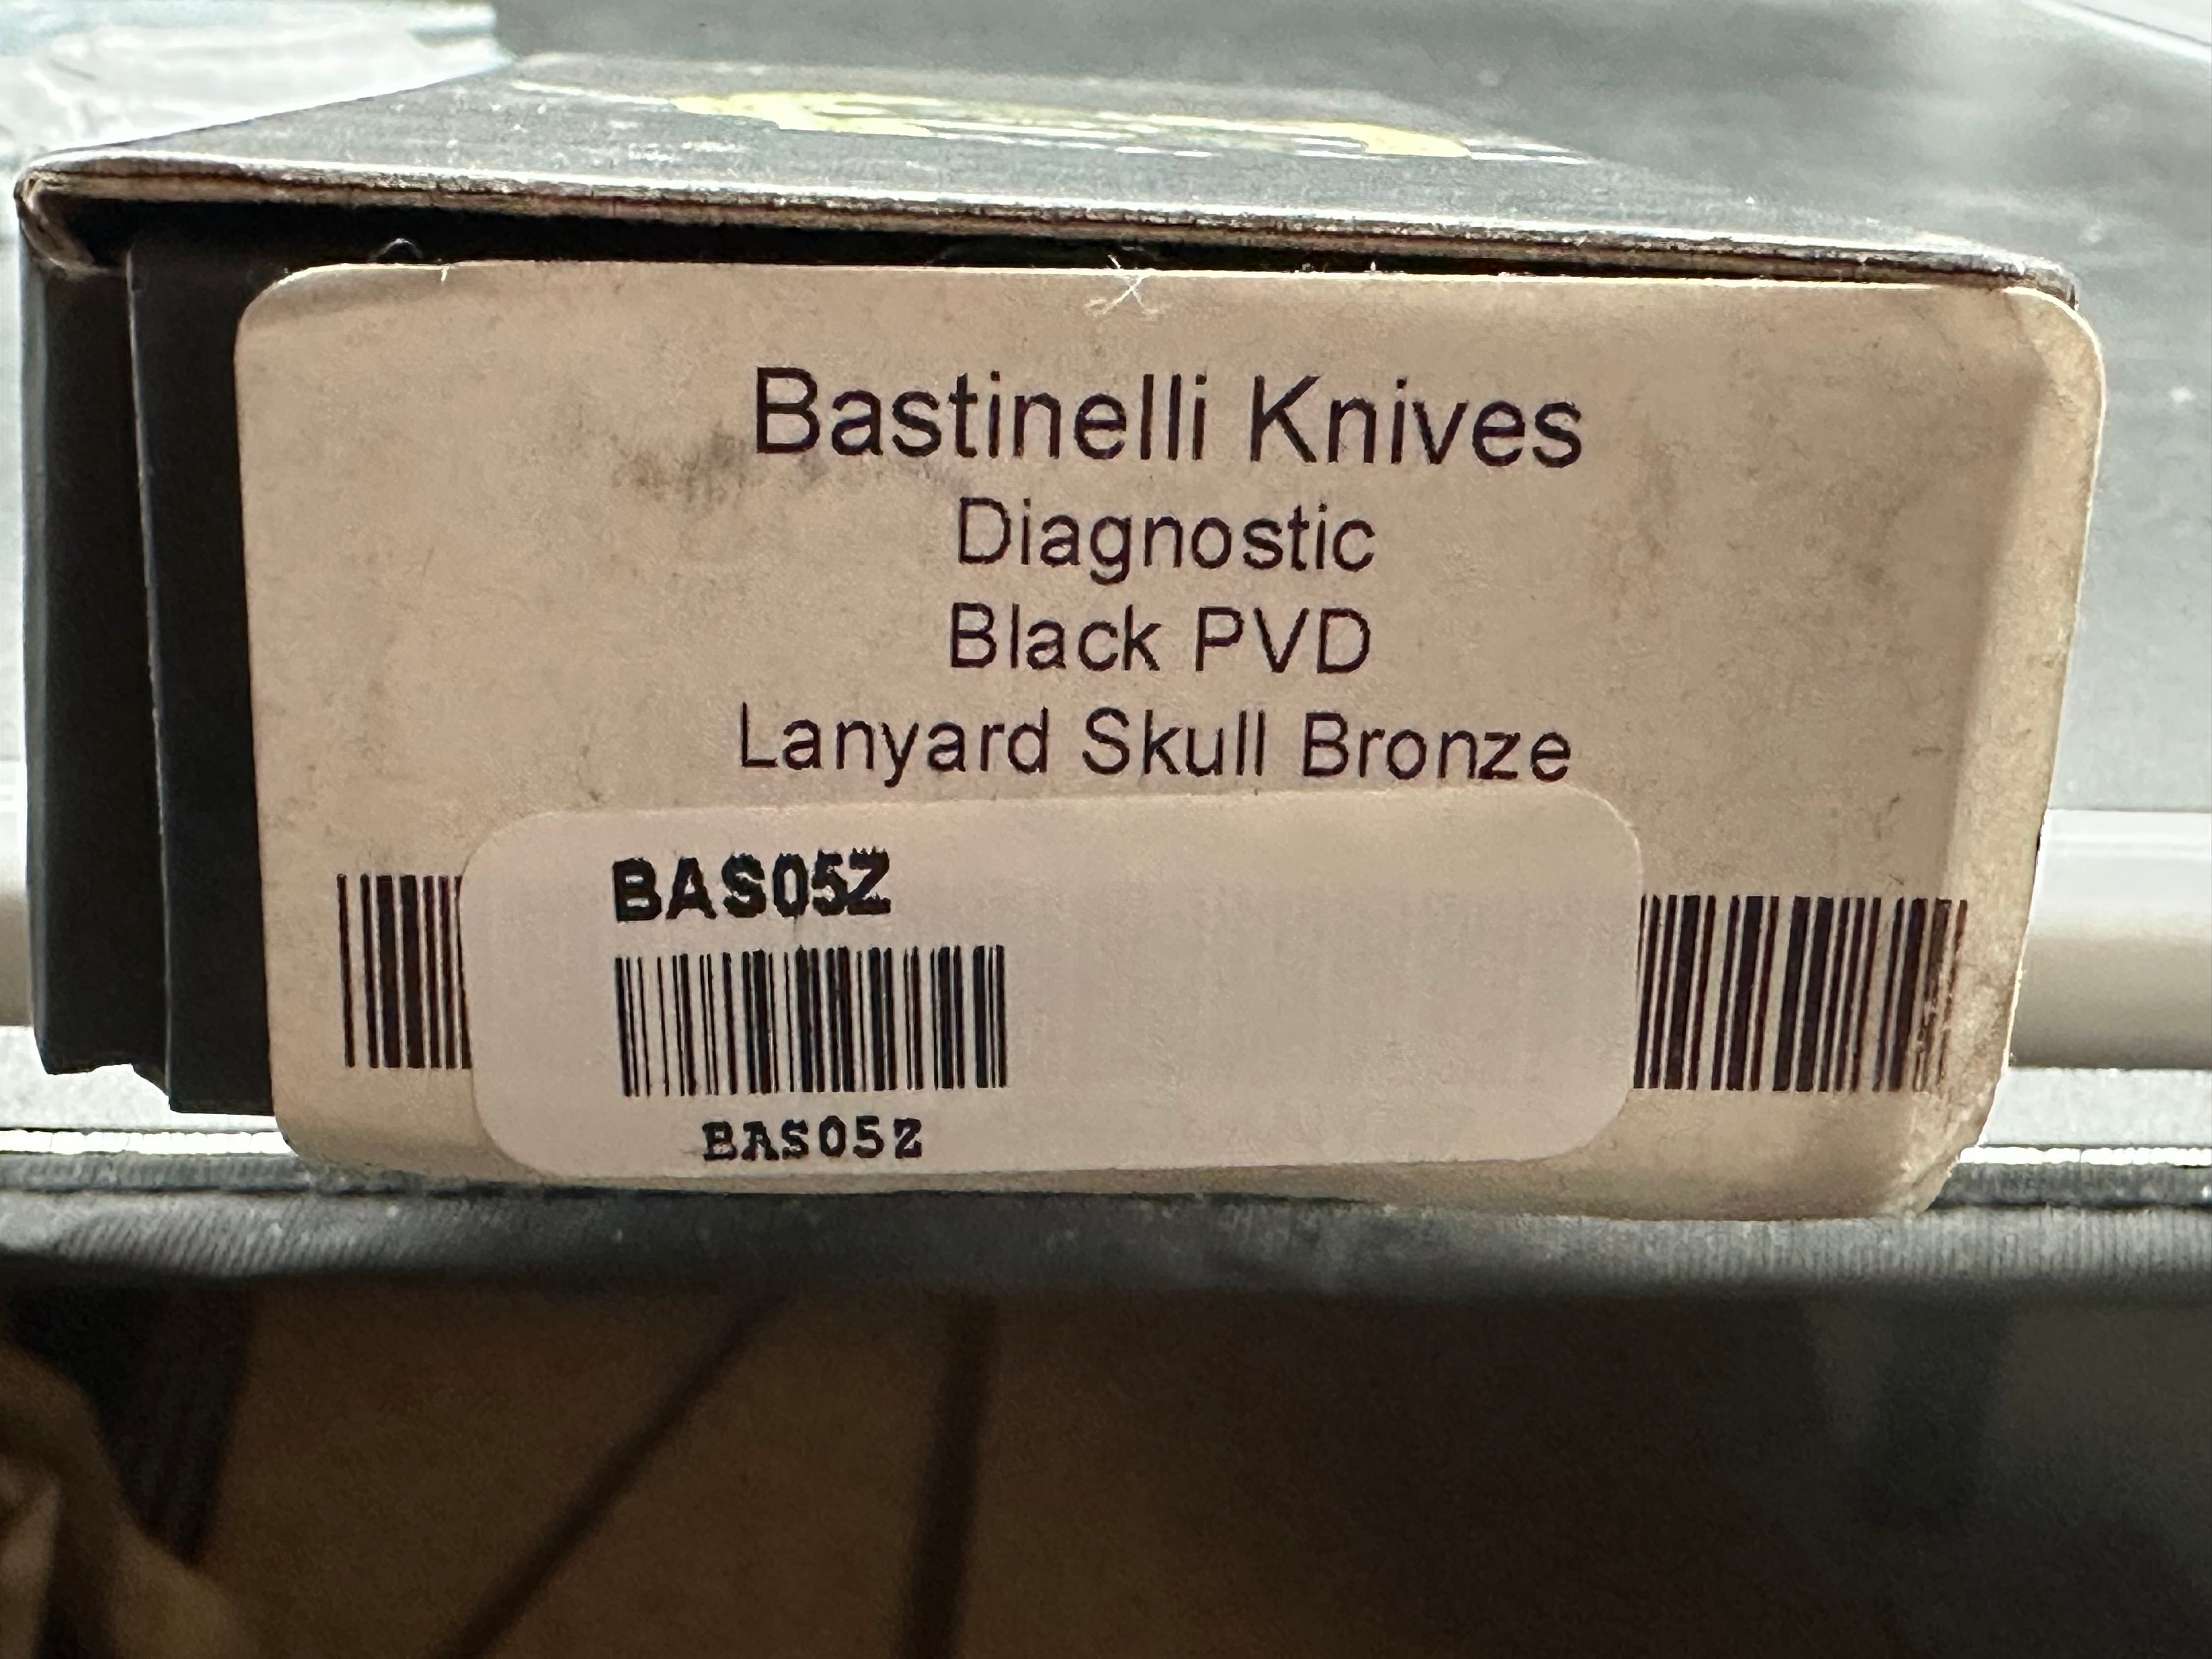 Bastinelli Knives
Diagnostic
Black PVD
Lanyard Skull Bronze
BAS05Z
BAS05Z